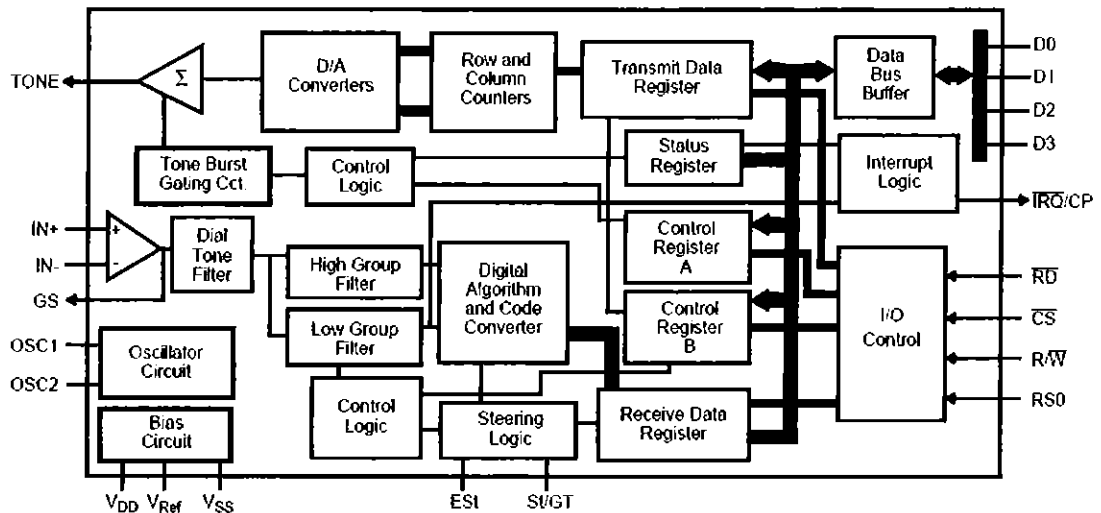 TONE
Σ
D/A
Converters
Row and
Column
Counters
Transmit Data
Register
Data
Bus
Buffer
D0
D1
D2
D3
Tone Burst
Gating Cct.
Control
Logic
Status
Register
Interrupt
Logic
I̅R̅Q̅/CP
IN+
IN-
GS
+
-
Dial
Tone
Filter
High Group
Filter
Low Group
Filter
Digital
Algorithm
and Code
Converter
Control
Register
A
Control
Register
B
I/O
Control
R̅D̅
C̅S̅
R/W̅
RS0
OSC1
OSC2
Oscillator
Circuit
Bias
Circuit
Control
Logic
Steering
Logic
Receive Data
Register
VDD VRef VSS
ESt St/GT